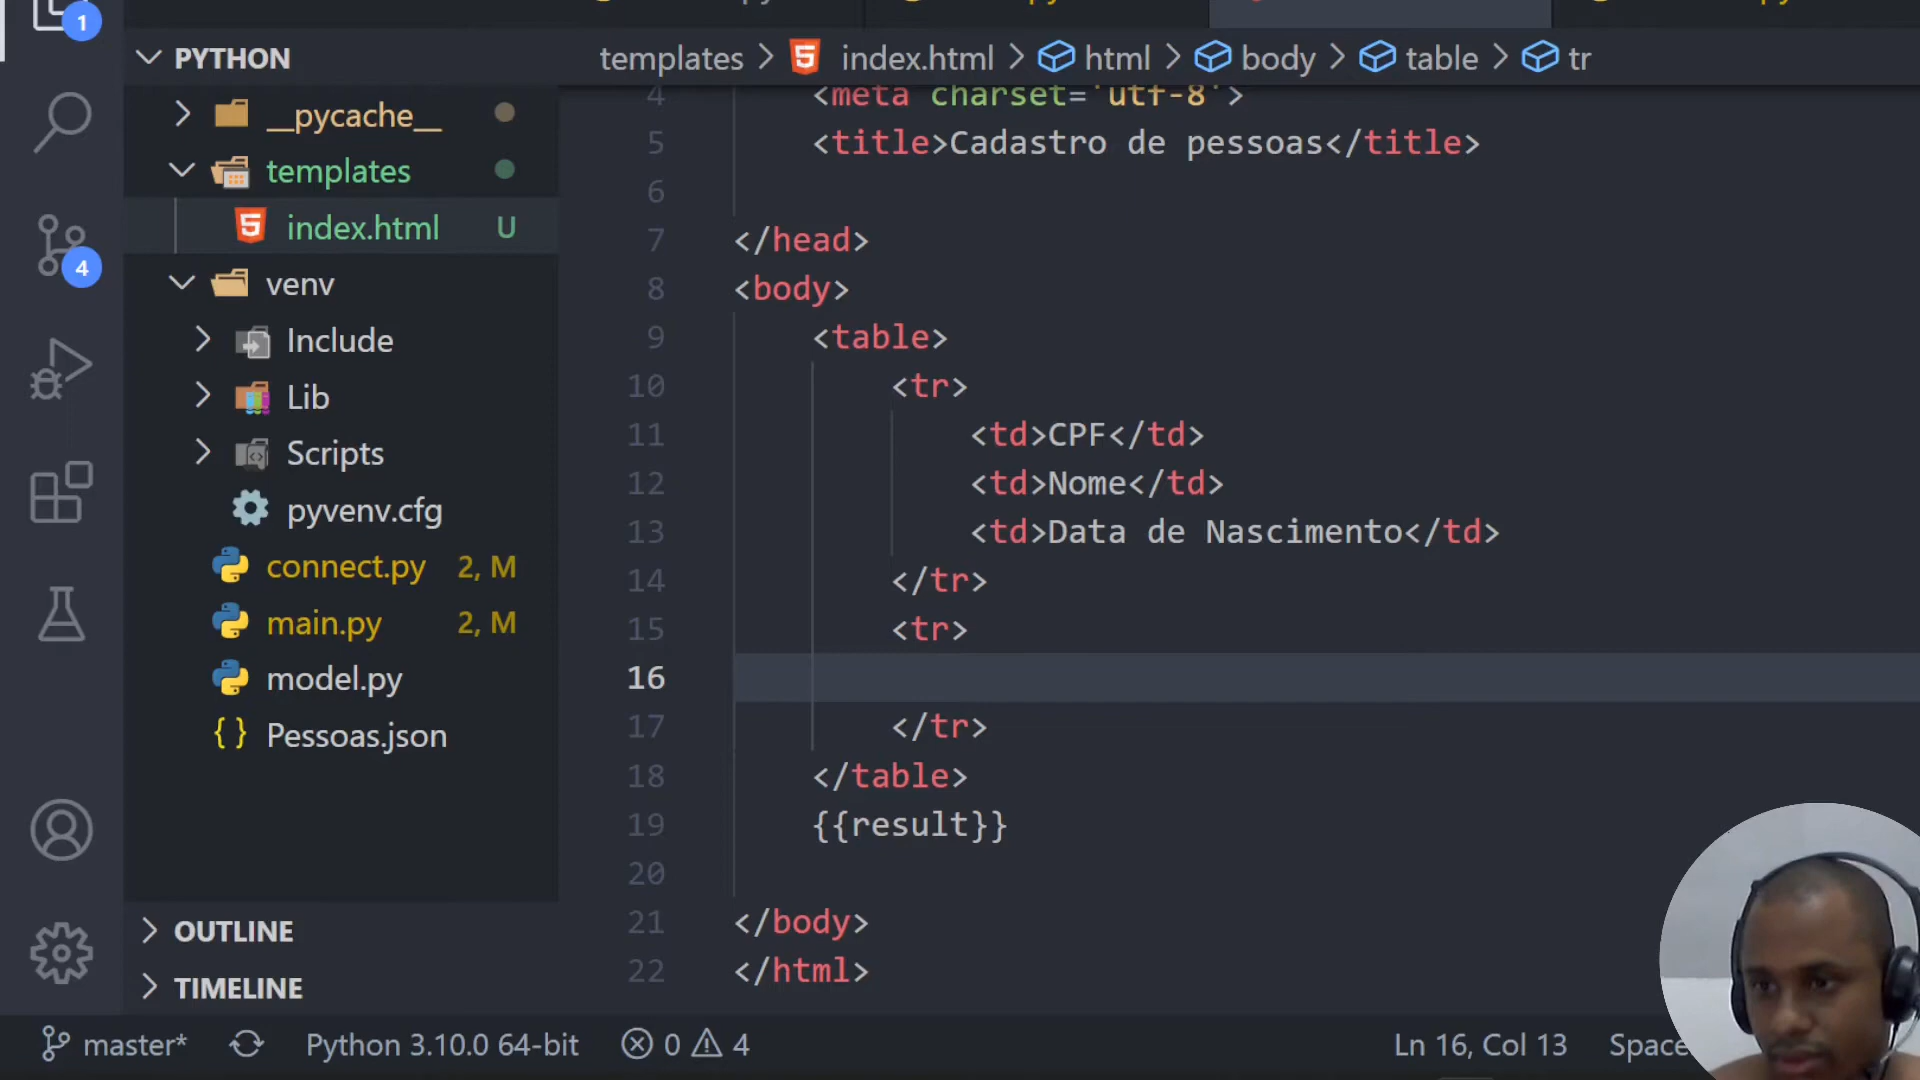 1
PYTHON
templates > index.html > html > body > table > tr
__pycache__
templates
index.html U
venv
Include
Lib
Scripts
pyvenv.cfg
connect.py 2, M
main.py 2, M
model.py
{} Pessoas.json
OUTLINE
TIMELINE
4
4 <meta charset='utf-8'>
5 <title>Cadastro de pessoas</title>
6
7 </head>
8 <body>
9 <table>
10 <tr>
11 <td>CPF</td>
12 <td>Nome</td>
13 <td>Data de Nascimento</td>
14 </tr>
15 <tr>
16
17 </tr>
18 </table>
19 {{result}}
20
21 </body>
22 </html>
master* Python 3.10.0 64-bit 0 4 Ln 16, Col 13